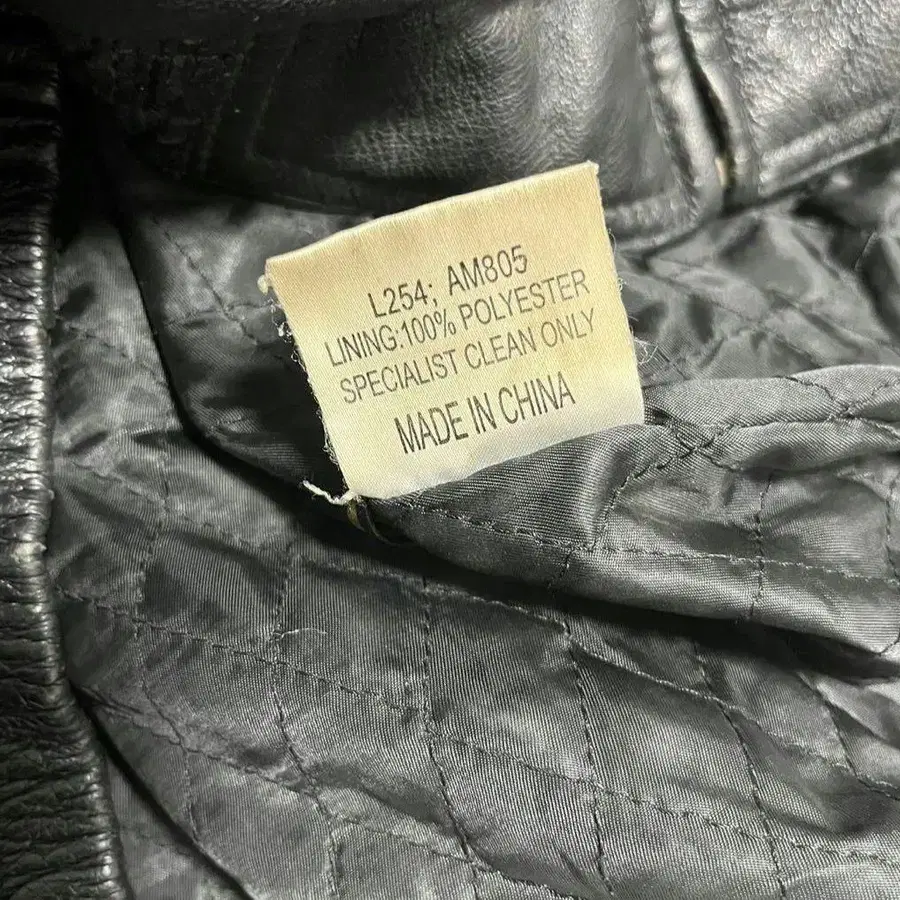 L254; AM805
LINING:100% POLYESTER
SPECIALIST CLEAN ONLY
MADE IN CHINA